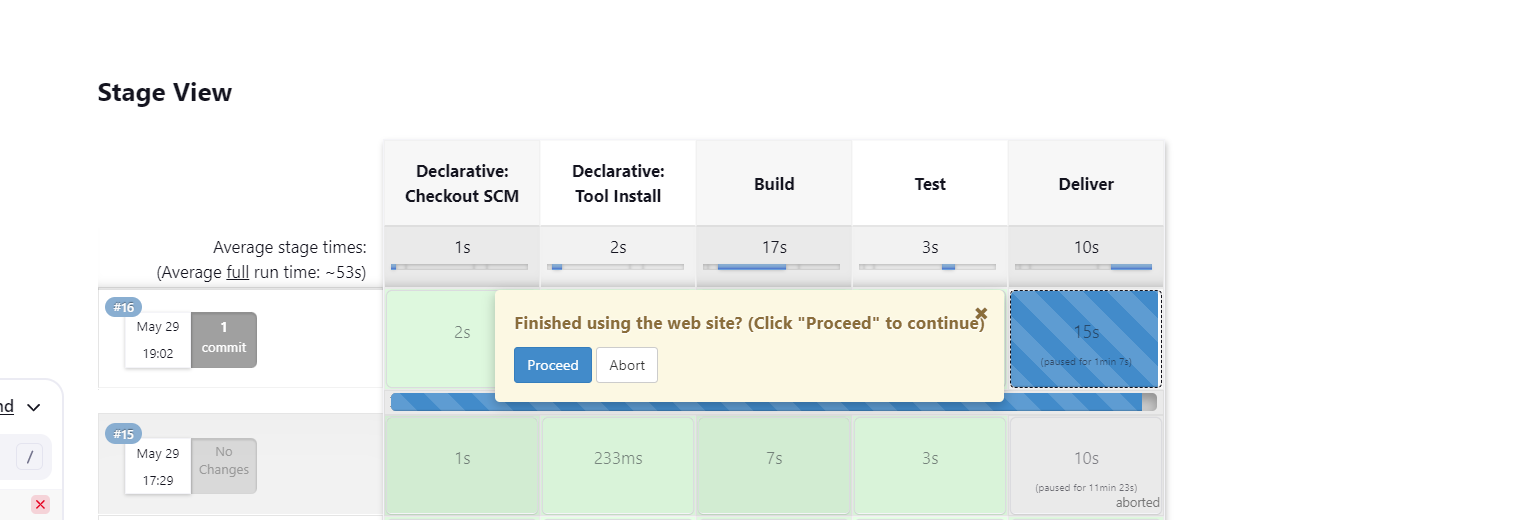 Stage View
Declarative:
Checkout SCM
Declarative:
Tool Install
Build
Test
Deliver
Average stage times:
(Average full run time: ~53s)
1s
2s
17s
3s
10s
#16
May 29
19:02
1
commit
2s
Finished using the web site? (Click "Proceed" to continue)
Proceed
Abort
15s
(paused for 1min 7s)
nd
/
#15
May 29
17:29
No
Changes
1s
233ms
7s
3s
10s
(paused for 11min 23s)
aborted